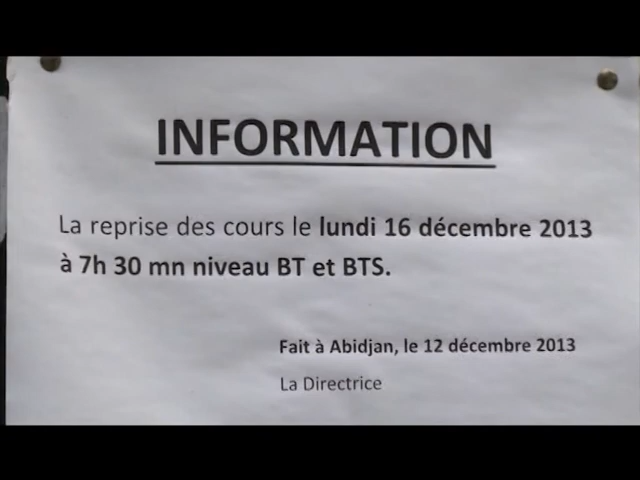 INFORMATION
La reprise des cours le lundi 16 décembre 2013
à 7h 30 mn niveau BT et BTS.
Fait à Abidjan, le 12 décembre 2013
La Directrice